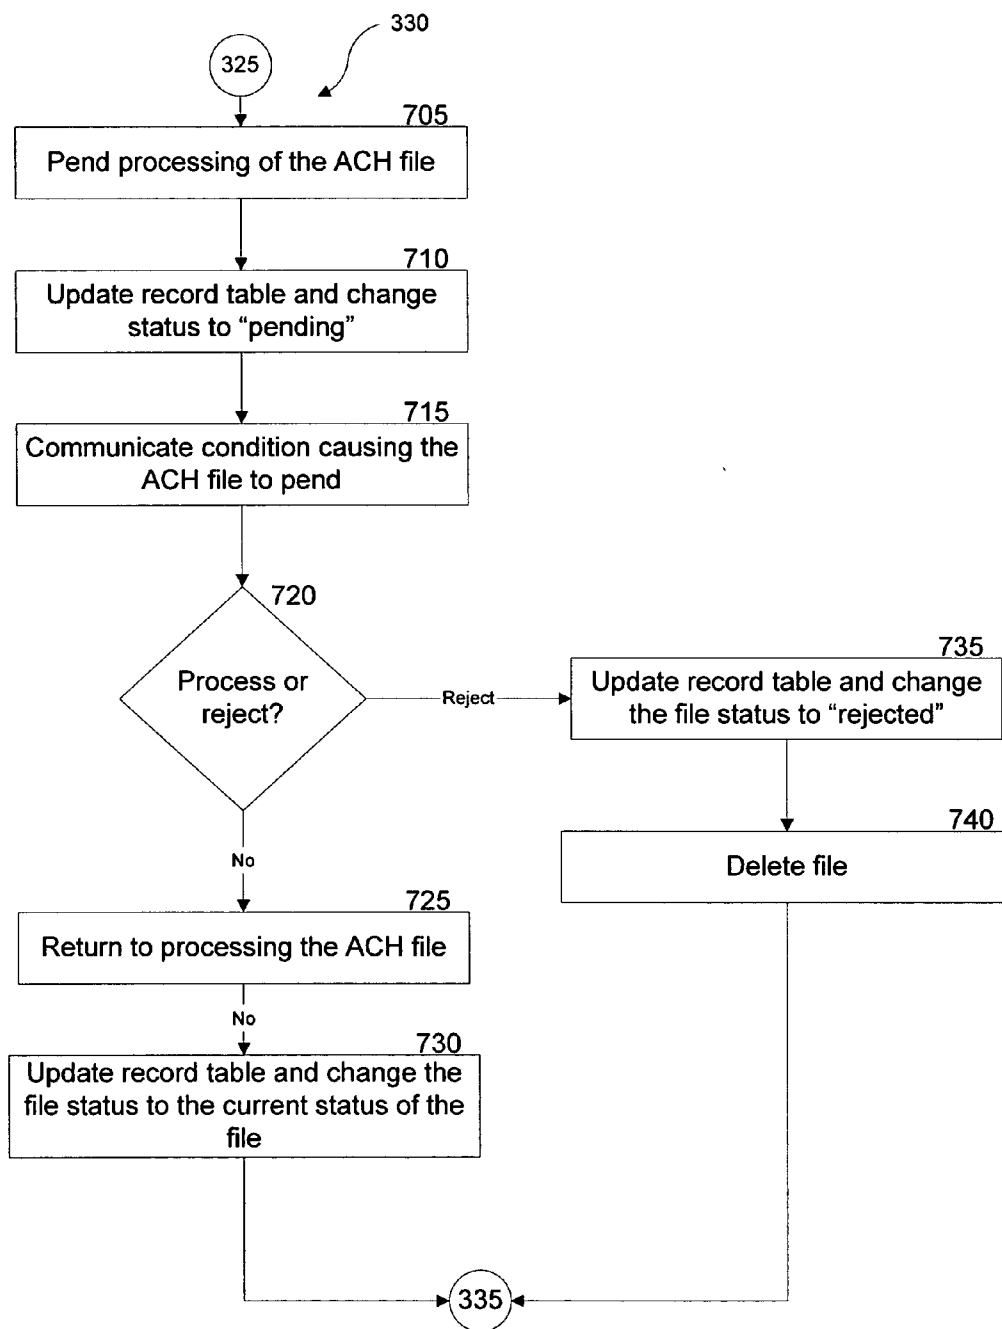 330
325
705
Pend processing of the ACH file
710
Update record table and change
status to “pending”
715
Communicate condition causing the
ACH file to pend
720
Process or
reject?
Reject
735
Update record table and change
the file status to “rejected”
740
Delete file
No
725
Return to processing the ACH file
No
730
Update record table and change the
file status to the current status of the
file
335